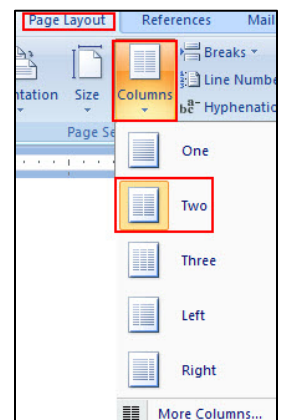 Page Layout References Mail
Breaks
Line Numbe
ntation Size Columns
Hyphenatic
Page Se
One
Two
Three
Left
Right
More Columns...